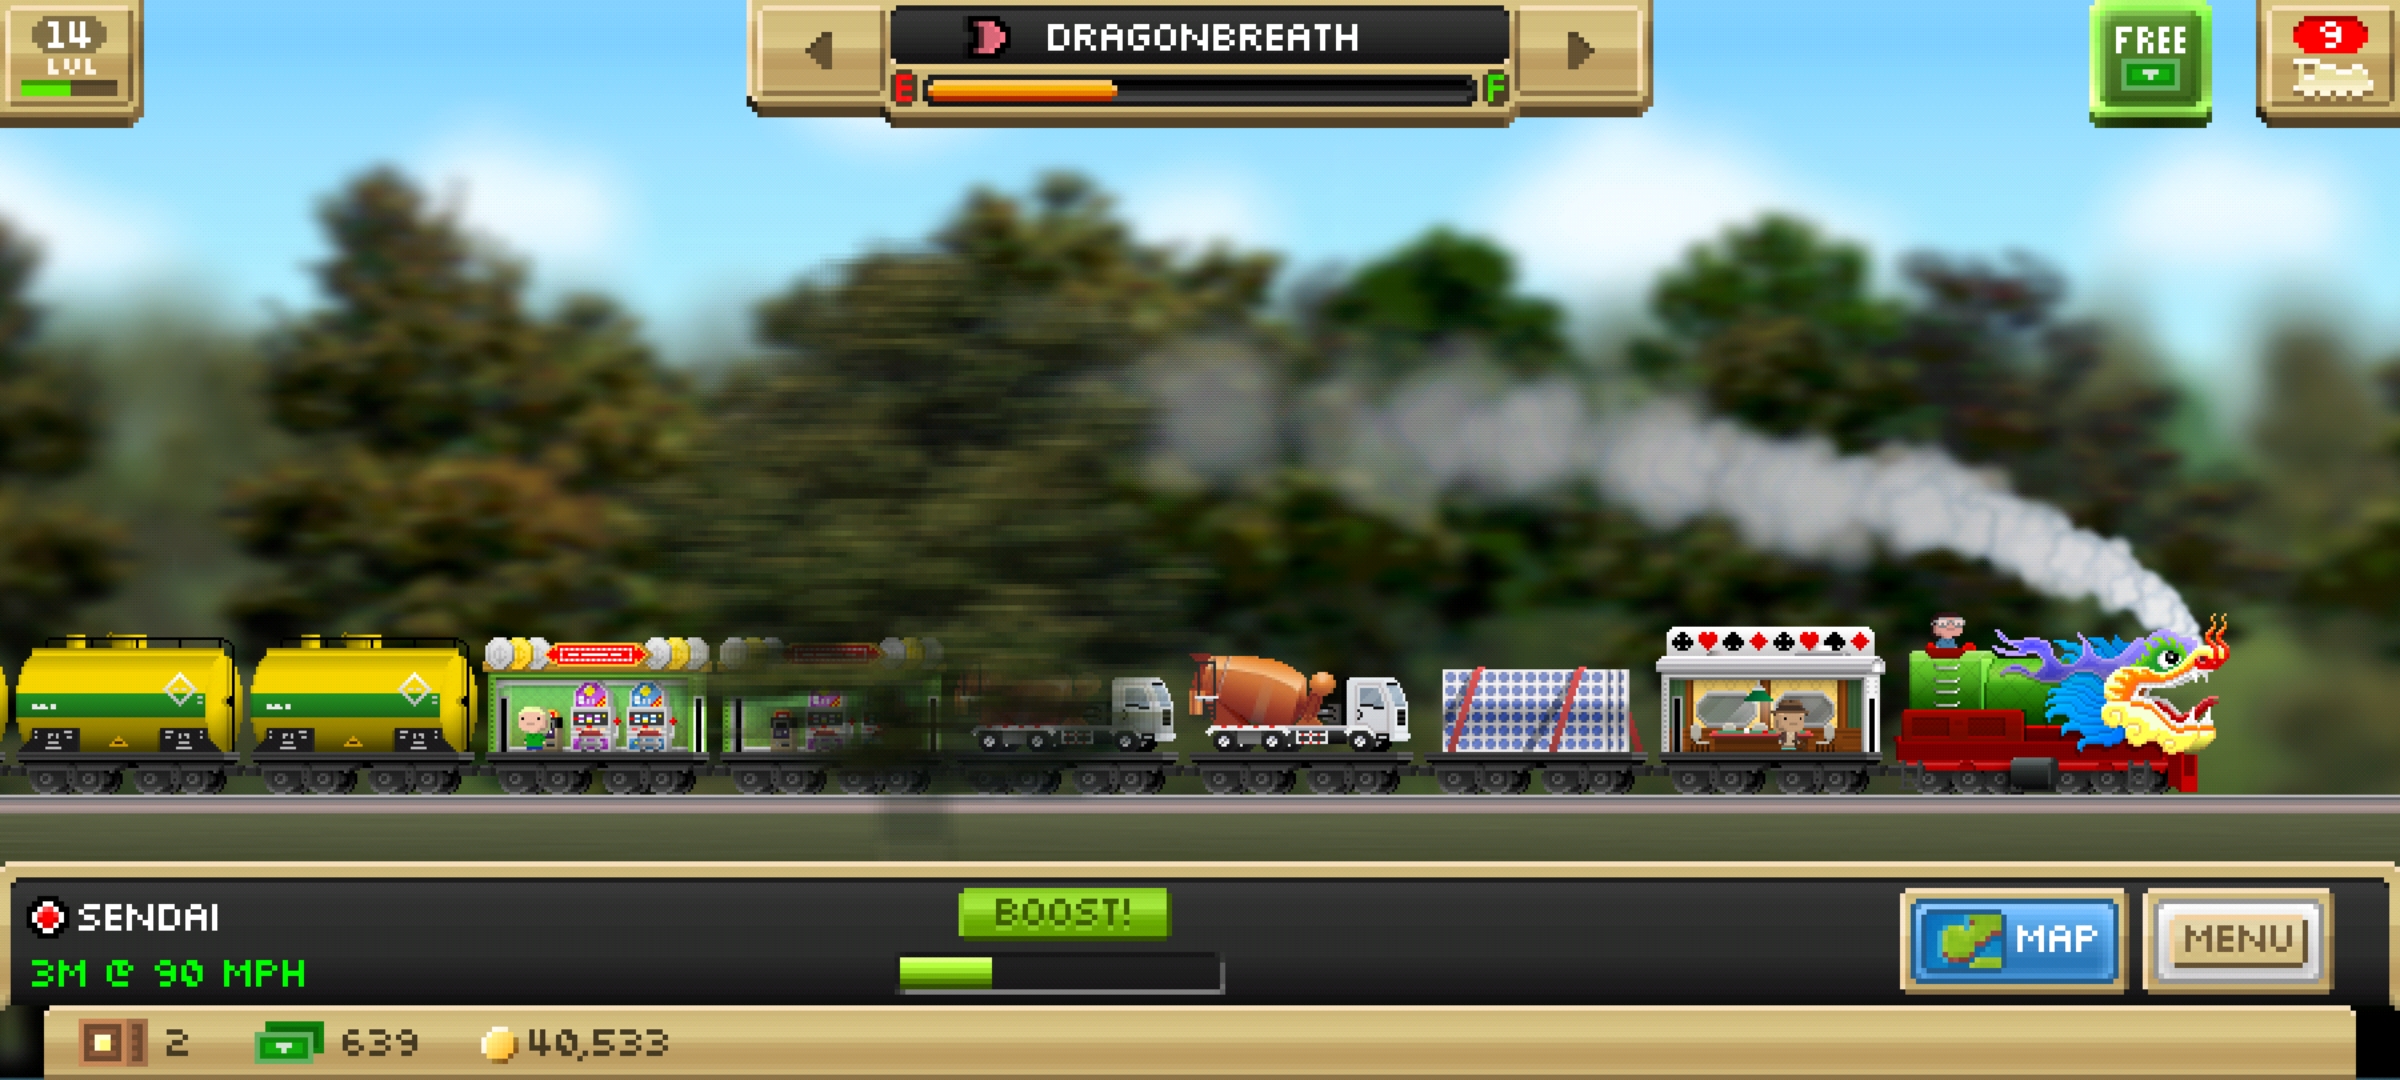 14
LVL
DRAGONBREATH
E
F
FREE
9
SENDAI
3M @ 90 MPH
BOOST!
MAP
MENU
2
639
40,533